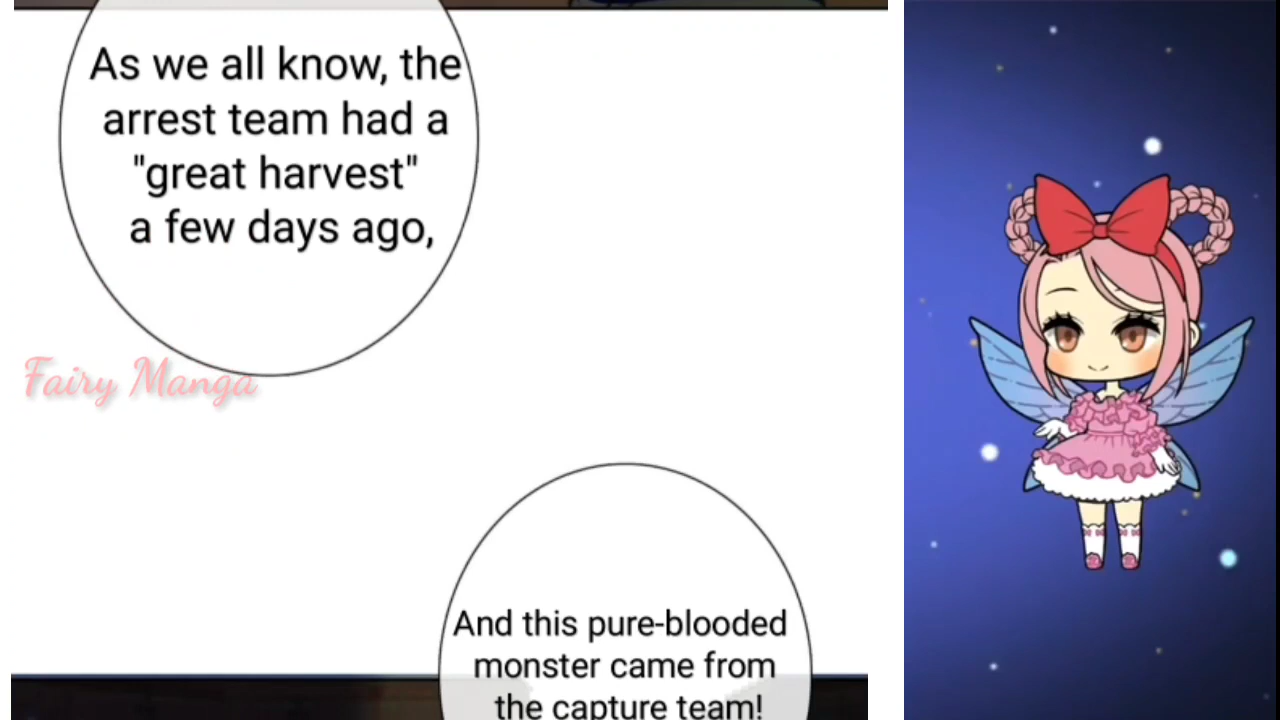 As we all know, the
arrest team had a
"great harvest"
a few days ago,
Fairy Manga
And this pure-blooded
monster came from
the capture team!